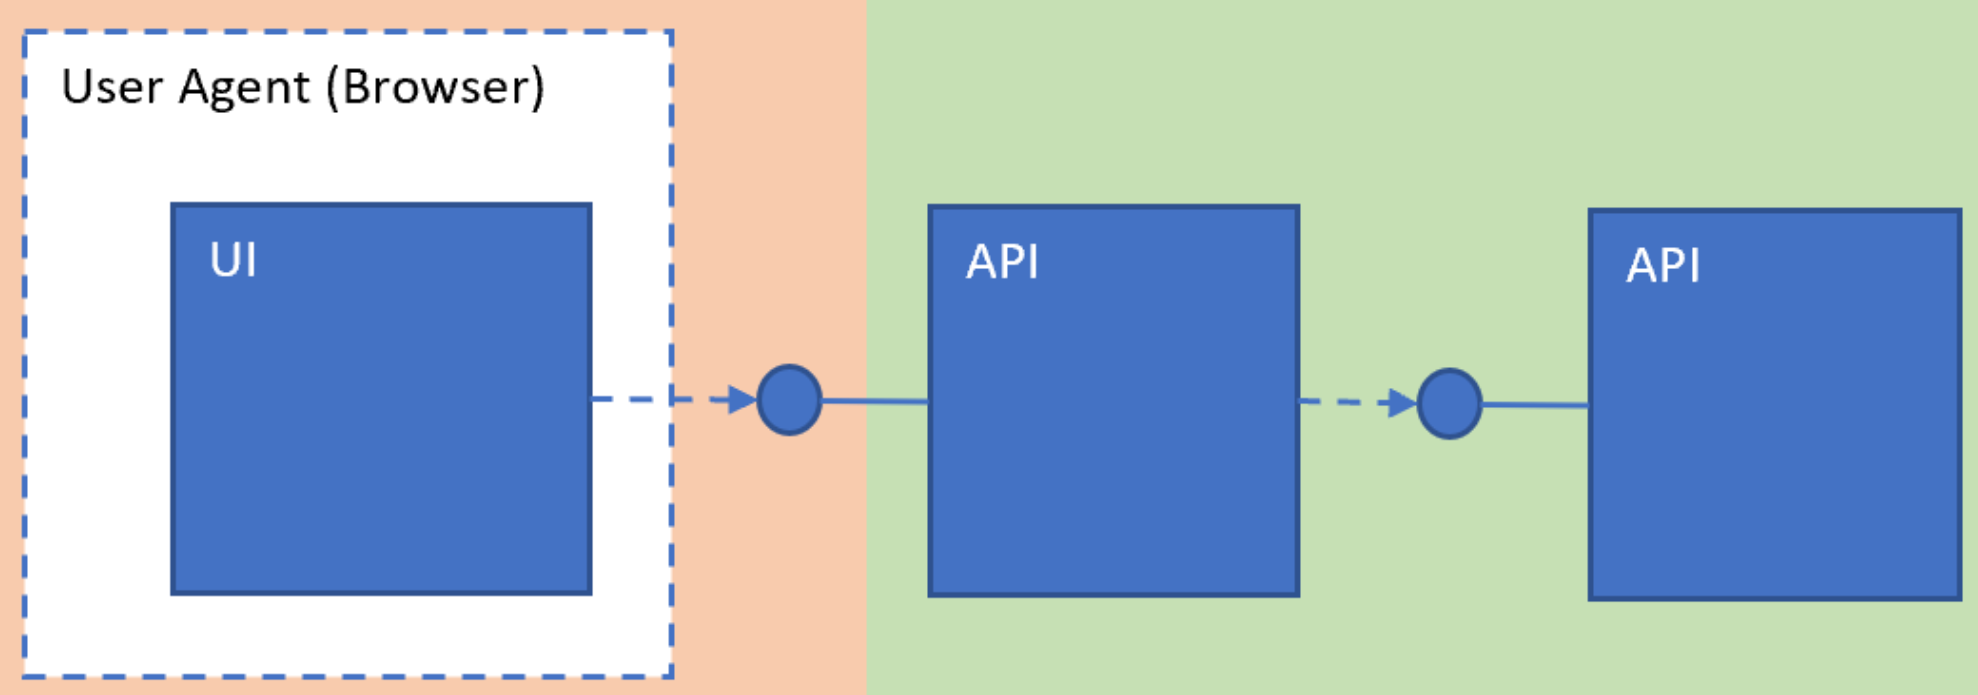 User Agent (Browser)
UI
API
API